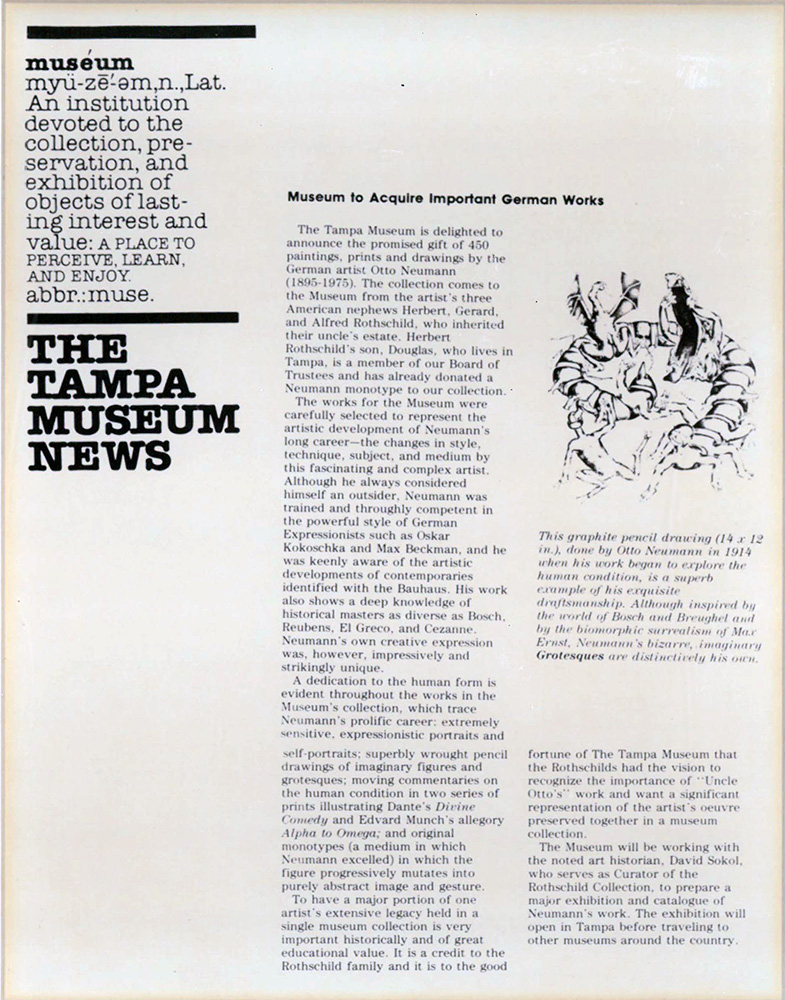 muséum
myü-zē′-əm,n.,Lat.
An institution
devoted to the
collection, pre-
servation, and
exhibition of
objects of last-
ing interest and
value: A PLACE TO
PERCEIVE, LEARN,
AND ENJOY.
abbr.:muse.
THE
TAMPA
MUSEUM
NEWS
Museum to Acquire Important German Works
The Tampa Museum is delighted to
announce the promised gift of 450
paintings, prints and drawings by the
German artist Otto Neumann
(1895-1975). The collection comes to
the Museum from the artist's three
American nephews Herbert, Gerard,
and Alfred Rothschild, who inherited
their uncle's estate. Herbert
Rothschild's son, Douglas, who lives in
Tampa, is a member of our Board of
Trustees and has already donated a
Neumann monotype to our collection.
The works for the Museum were
carefully selected to represent the
artistic development of Neumann's
long career—the changes in style,
technique, subject, and medium by
this fascinating and complex artist.
Although he always considered
himself an outsider, Neumann was
trained and throughly competent in
the powerful style of German
Expressionists such as Oskar
Kokoschka and Max Beckman, and he
was keenly aware of the artistic
developments of contemporaries
identified with the Bauhaus. His work
also shows a deep knowledge of
historical masters as diverse as Bosch,
Reubens, El Greco, and Cezanne.
Neumann's own creative expression
was, however, impressively and
strikingly unique.
A dedication to the human form is
evident throughout the works in the
Museum's collection, which trace
Neumann's prolific career: extremely
sensitive, expressionistic portraits and
self-portraits; superbly wrought pencil
drawings of imaginary figures and
grotesques; moving commentaries on
the human condition in two series of
prints illustrating Dante's Divine
Comedy and Edvard Munch's allegory
Alpha to Omega; and original
monotypes (a medium in which
Neumann excelled) in which the
figure progressively mutates into
purely abstract image and gesture.
To have a major portion of one
artist's extensive legacy held in a
single museum collection is very
important historically and of great
educational value. It is a credit to the
Rothschild family and it is to the good
This graphite pencil drawing (14 x 12
in.), done by Otto Neumann in 1914
when his work began to explore the
human condition, is a superb
example of his exquisite
draftsmanship. Although inspired by
the world of Bosch and Breughel and
by the biomorphic surrealism of Max
Ernst, Neumann's bizarre, imaginary
Grotesques are distinctively his own.
fortune of The Tampa Museum that
the Rothschilds had the vision to
recognize the importance of "Uncle
Otto's" work and want a significant
representation of the artist's oeuvre
preserved together in a museum
collection.
The Museum will be working with
the noted art historian, David Sokol,
who serves as Curator of the
Rothschild Collection, to prepare a
major exhibition and catalogue of
Neumann's work. The exhibition will
open in Tampa before traveling to
other museums around the country.